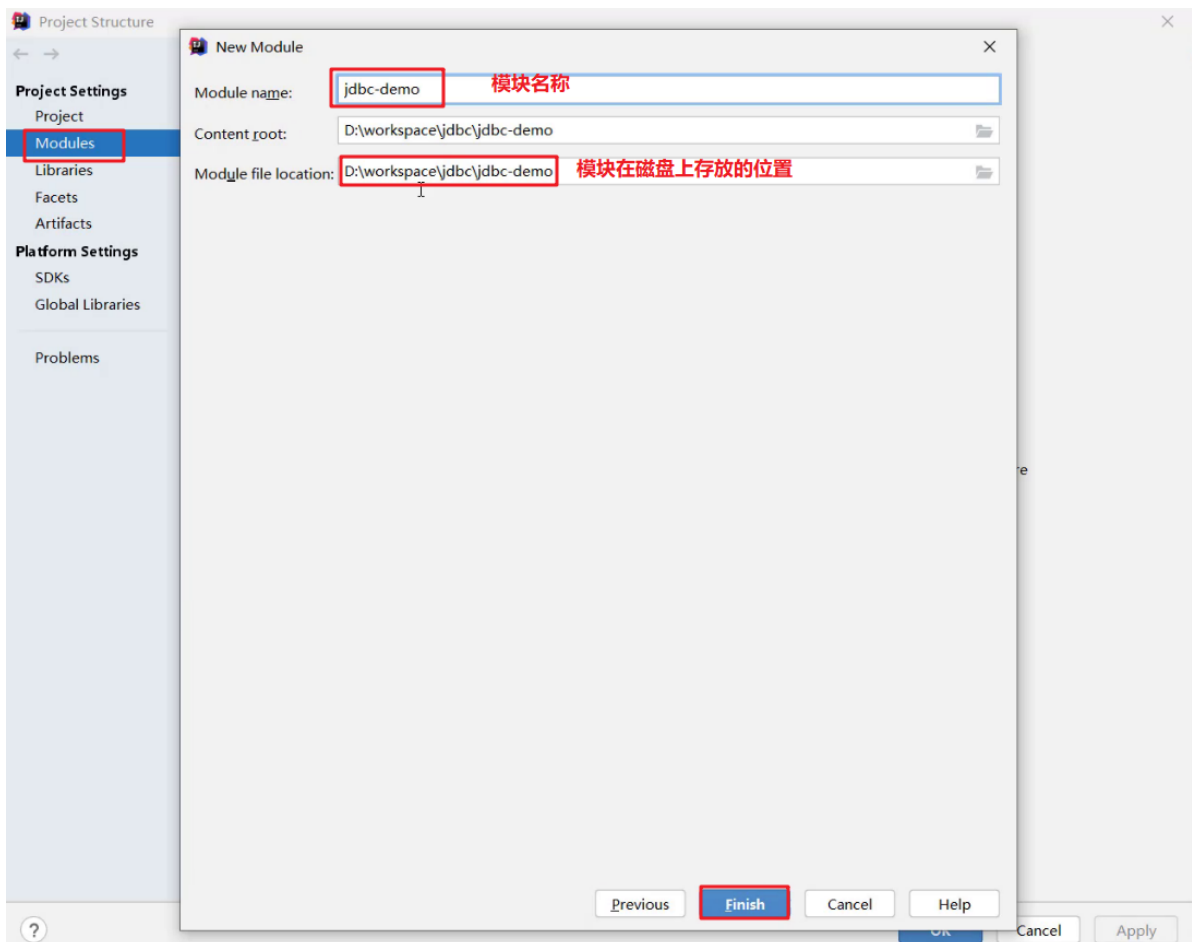 Project Structure
New Module
Project Settings
Project
Modules
Libraries
Facets
Artifacts
Platform Settings
SDKs
Global Libraries
Problems
Module name: jdbc-demo 模块名称
Content root: D:\workspace\jdbc\jdbc-demo
Module file location: D:\workspace\jdbc\jdbc-demo 模块在磁盘上存放的位置
re
Previous Finish Cancel Help
? OK Cancel Apply